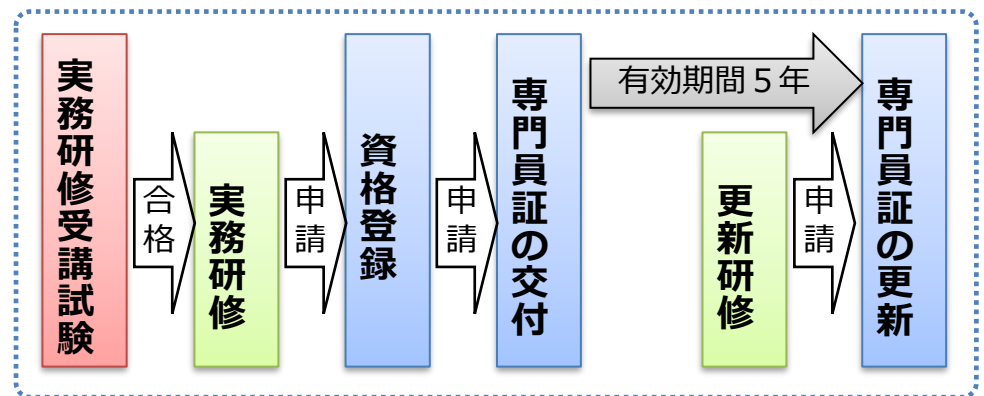 実務研修受講試験
合格
実務研修
申請
資格登録
申請
専門員証の交付
有効期間５年
更新研修
申請
専門員証の更新